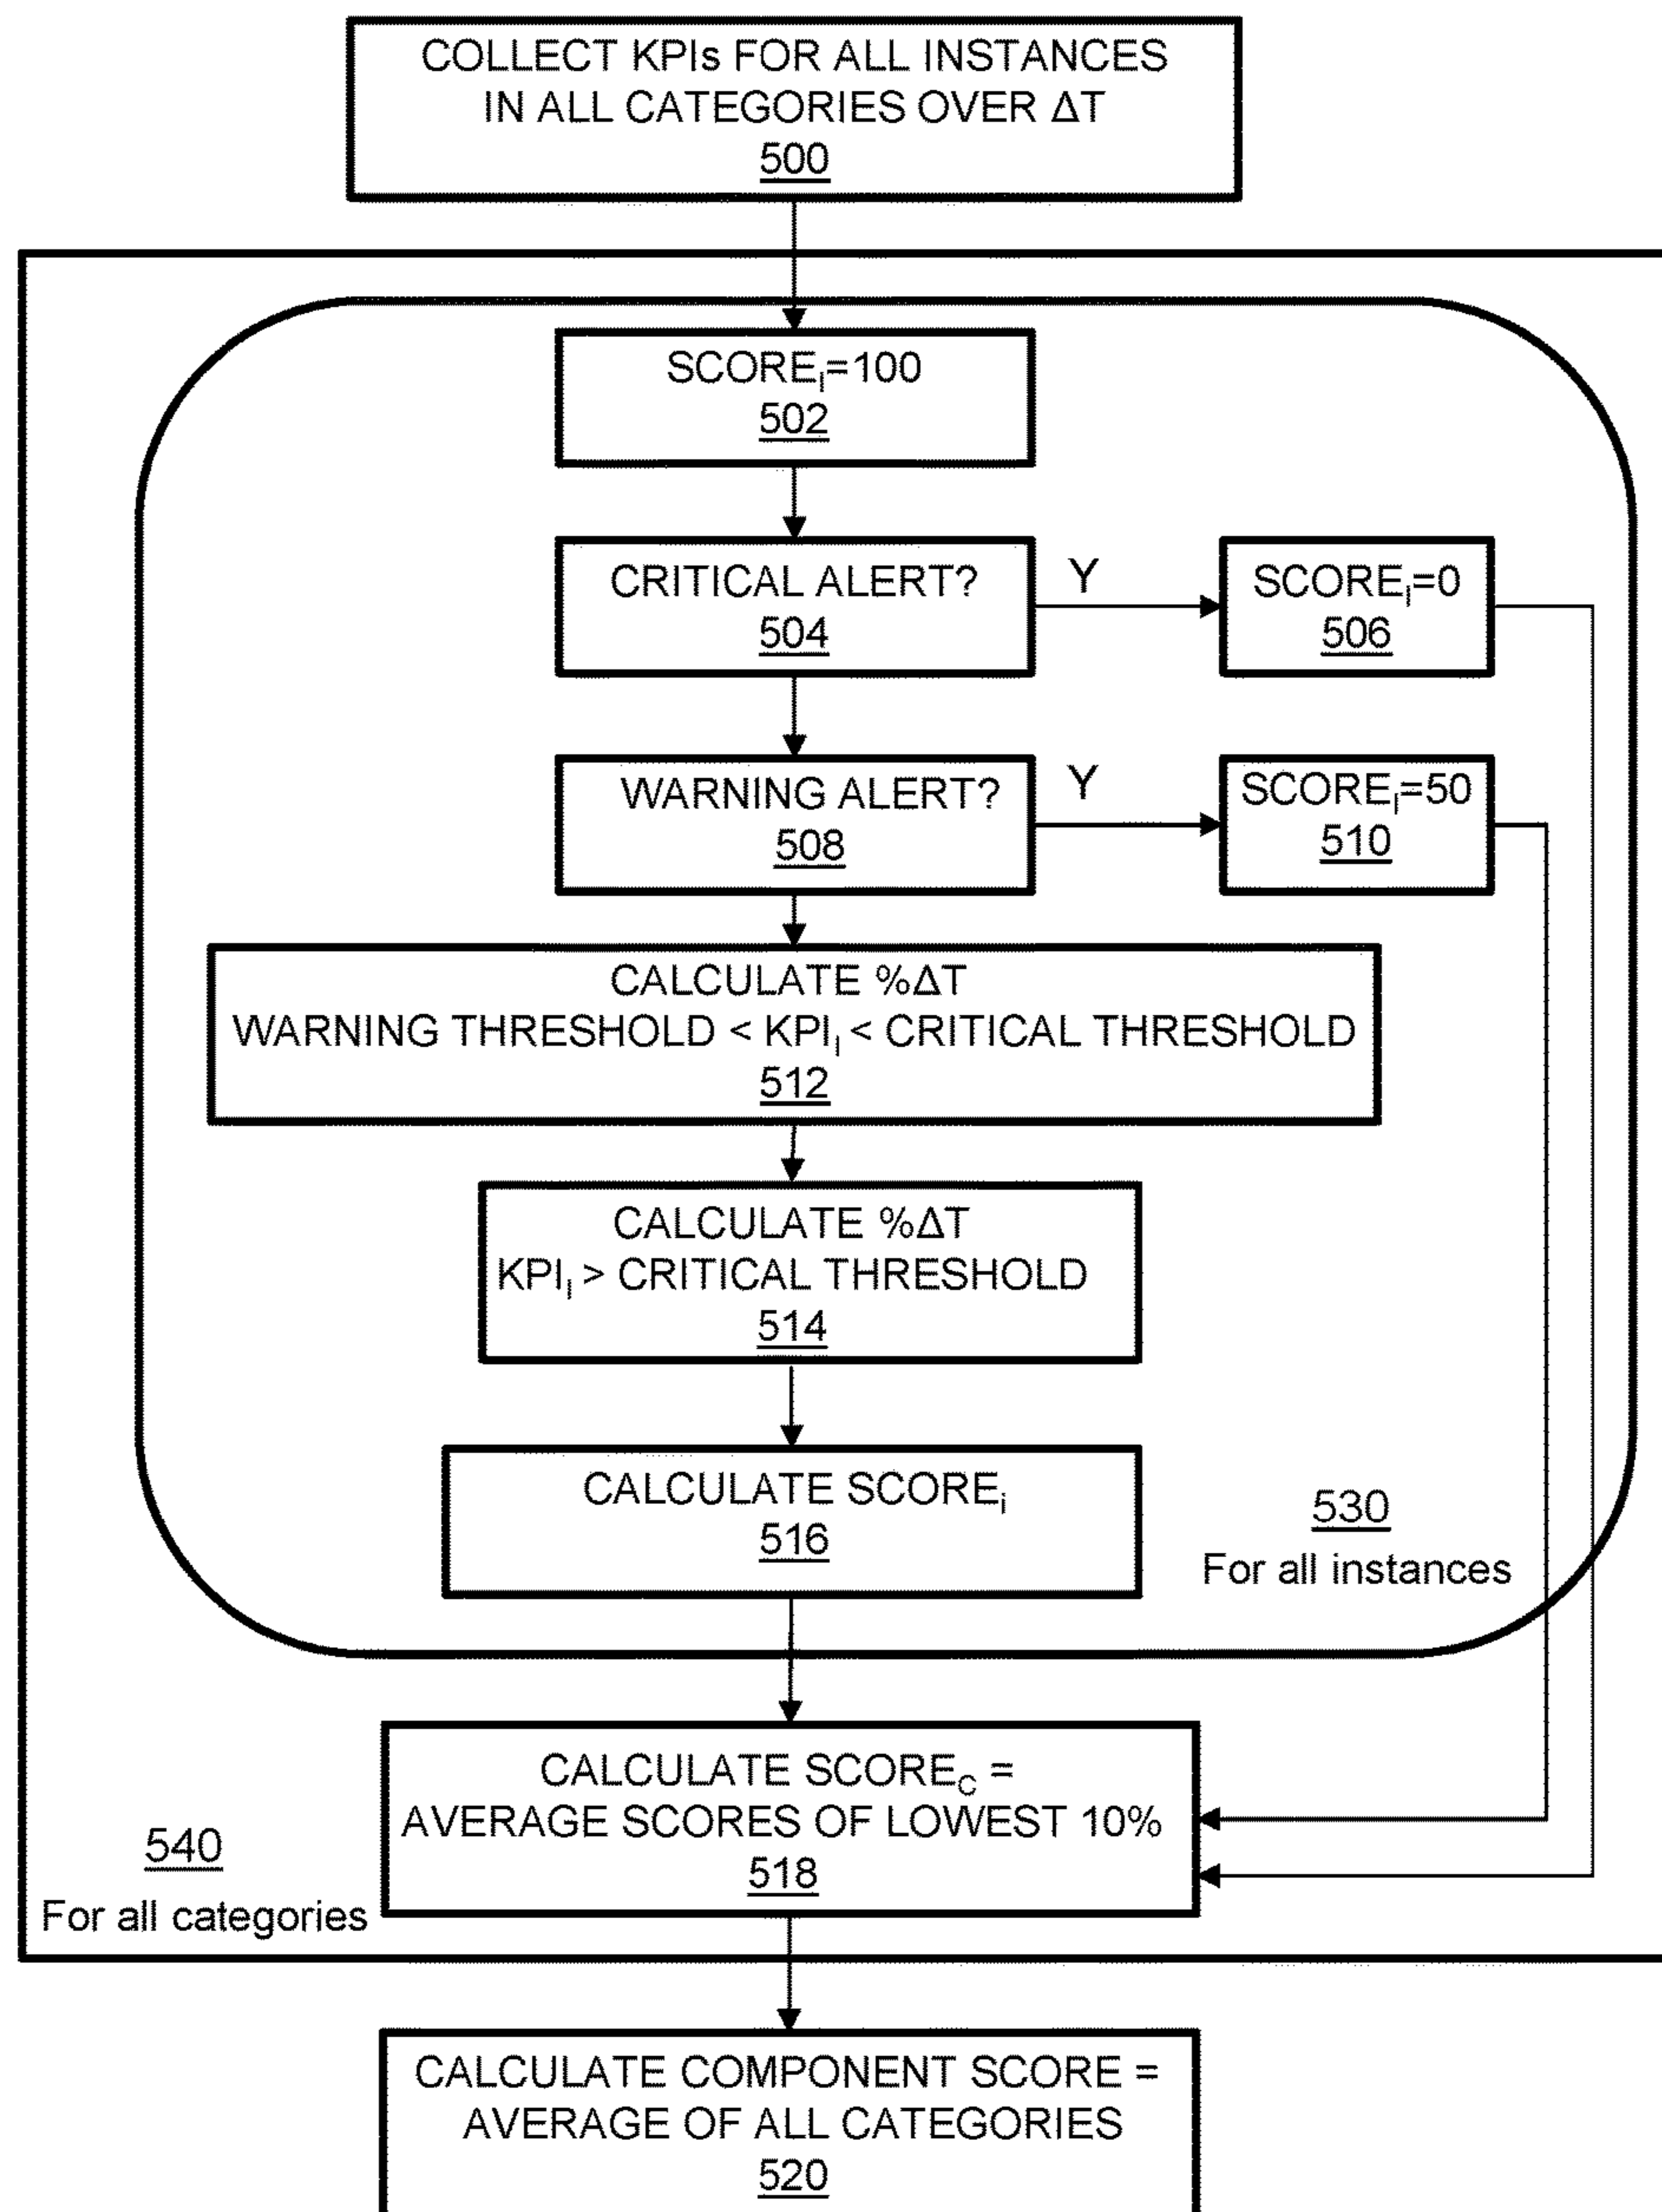 COLLECT KPIs FOR ALL INSTANCES
IN ALL CATEGORIES OVER ΔT
500
SCOREI=100
502
CRITICAL ALERT?
504
Y
SCOREI=0
506
WARNING ALERT?
508
Y
SCOREI=50
510
CALCULATE %ΔT
WARNING THRESHOLD < KPII < CRITICAL THRESHOLD
512
CALCULATE %ΔT
KPII > CRITICAL THRESHOLD
514
CALCULATE SCOREi
516
530
For all instances
CALCULATE SCOREC =
AVERAGE SCORES OF LOWEST 10%
518
540
For all categories
CALCULATE COMPONENT SCORE =
AVERAGE OF ALL CATEGORIES
520